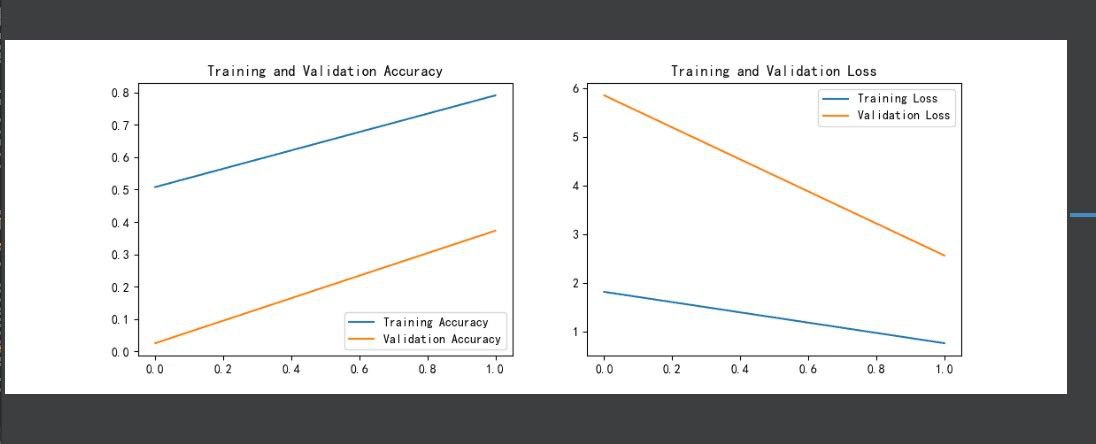 Training and Validation Accuracy
0.8
0.7
0.6
0.5
0.4
0.3
0.2
0.1
0.0
Training Accuracy
Validation Accuracy
0.0 0.2 0.4 0.6 0.8 1.0
Training and Validation Loss
6
5
4
3
2
1
Training Loss
Validation Loss
0.0 0.2 0.4 0.6 0.8 1.0